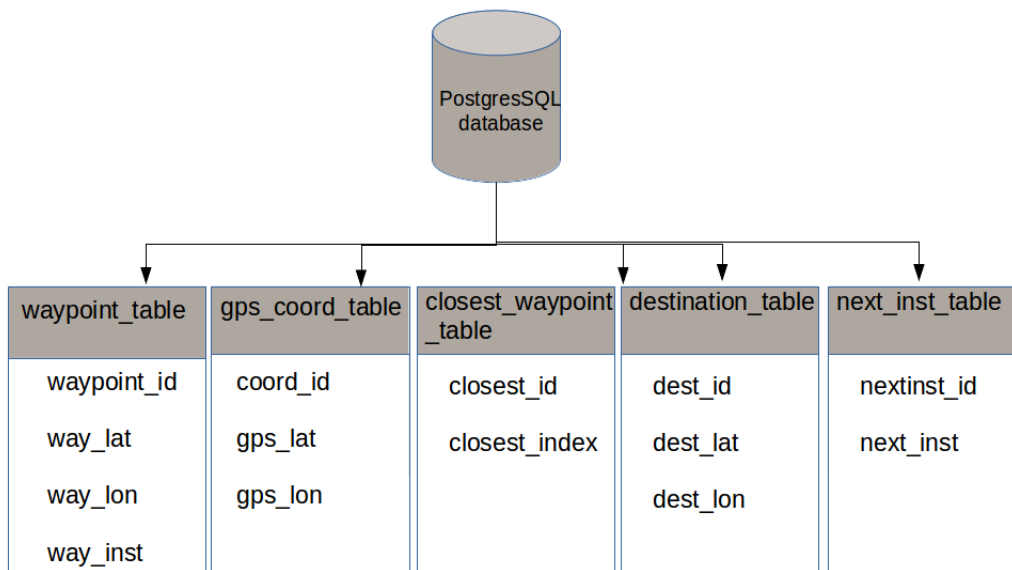 PostgresSQL
database
waypoint_table
waypoint_id
way_lat
way_lon
way_inst
gps_coord_table
coord_id
gps_lat
gps_lon
closest_waypoint
_table
closest_id
closest_index
destination_table
dest_id
dest_lat
dest_lon
next_inst_table
nextinst_id
next_inst